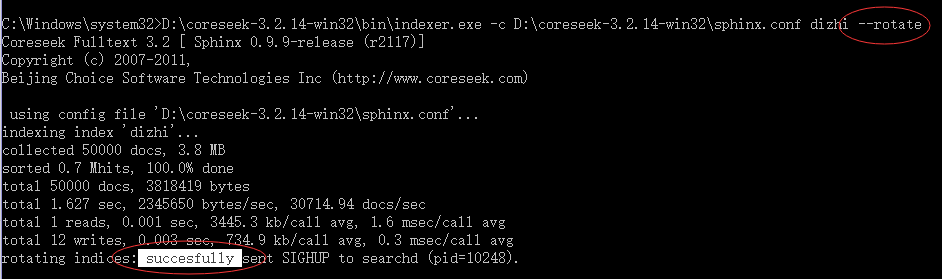 C:\Windows\system32>D:\coreseek-3.2.14-win32\bin\indexer.exe -c D:\coreseek-3.2.14-win32\sphinx.conf dizhi --rotate
Coreseek Fulltext 3.2 [ Sphinx 0.9.9-release (r2117)]
Copyright (c) 2007-2011,
Beijing Choice Software Technologies Inc (http://www.coreseek.com)
using config file 'D:\coreseek-3.2.14-win32\sphinx.conf'...
indexing index 'dizhi'...
collected 50000 docs, 3.8 MB
sorted 0.7 Mhits, 100.0% done
total 50000 docs, 3818419 bytes
total 1.627 sec, 2345650 bytes/sec, 30714.94 docs/sec
total 1 reads, 0.001 sec, 3445.3 kb/call avg, 1.6 msec/call avg
total 12 writes, 0.003 sec, 734.9 kb/call avg, 0.3 msec/call avg
rotating indices: succesfully sent SIGHUP to searchd (pid=10248).